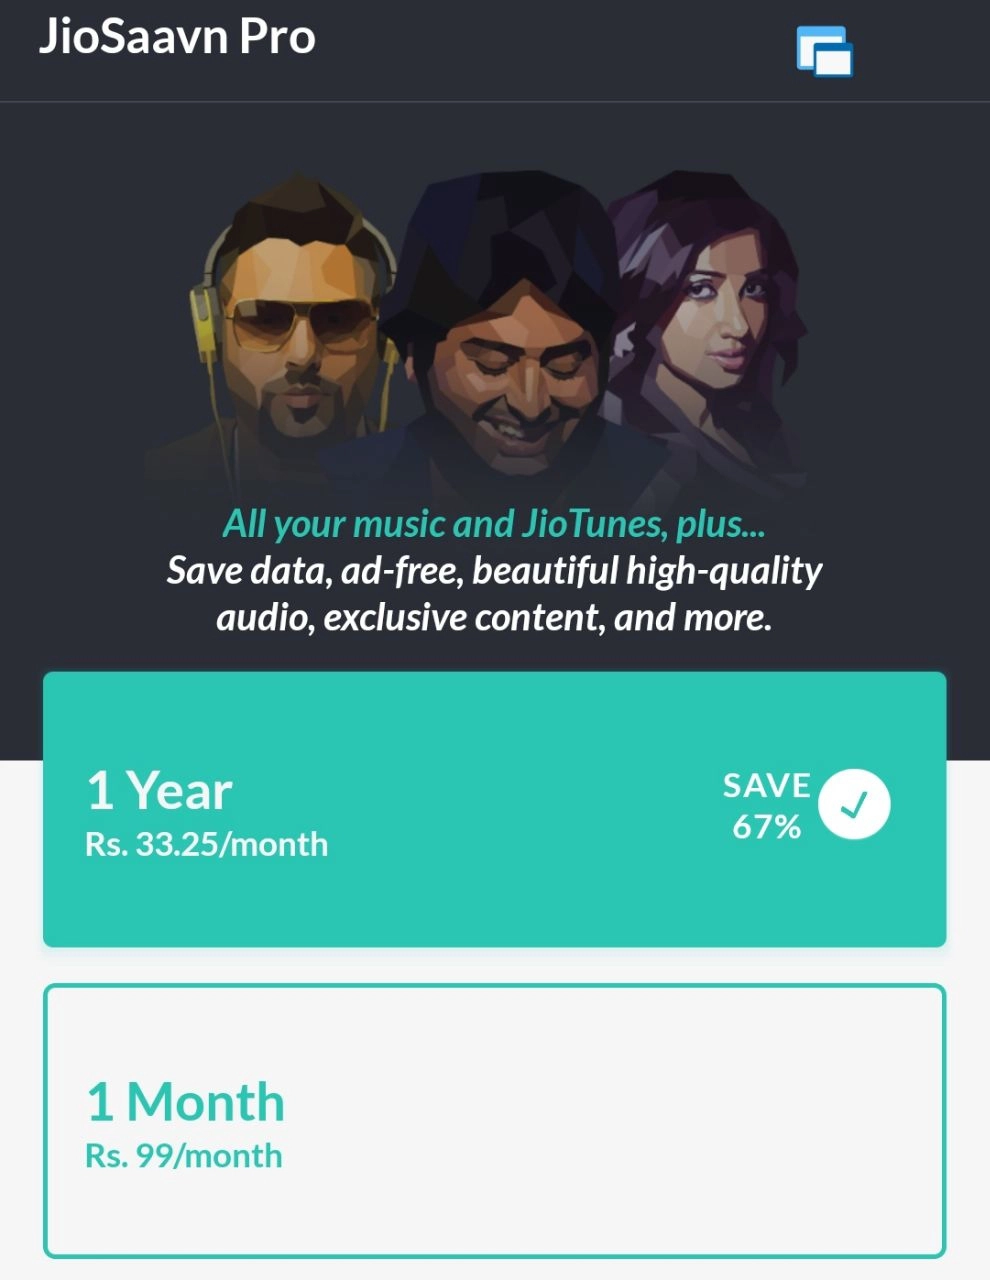 JioSaavn Pro
All your music and JioTunes, plus...
Save data, ad-free, beautiful high-quality
audio, exclusive content, and more.
1 Year
Rs. 33.25/month
SAVE
67%
1 Month
Rs. 99/month